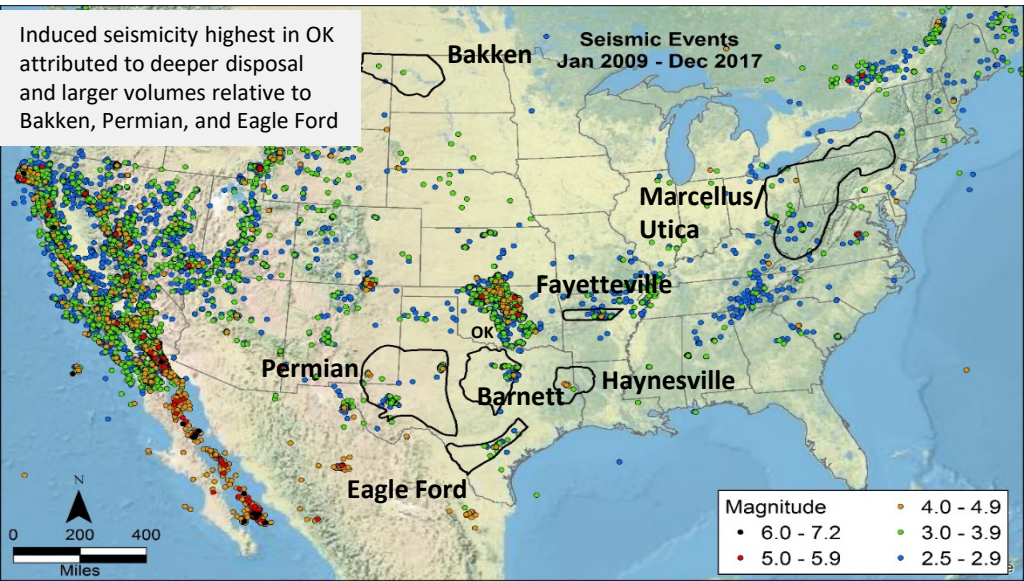 Induced seismicity highest in OK
attributed to deeper disposal
and larger volumes relative to
Bakken, Permian, and Eagle Ford
Bakken
Seismic Events
Jan 2009 - Dec 2017
Marcellus/
Utica
Fayetteville
OK
Permian
Barnett
Haynesville
Eagle Ford
N
0 200 400
Miles
Magnitude
6.0 - 7.2
5.0 - 5.9
4.0 - 4.9
3.0 - 3.9
2.5 - 2.9